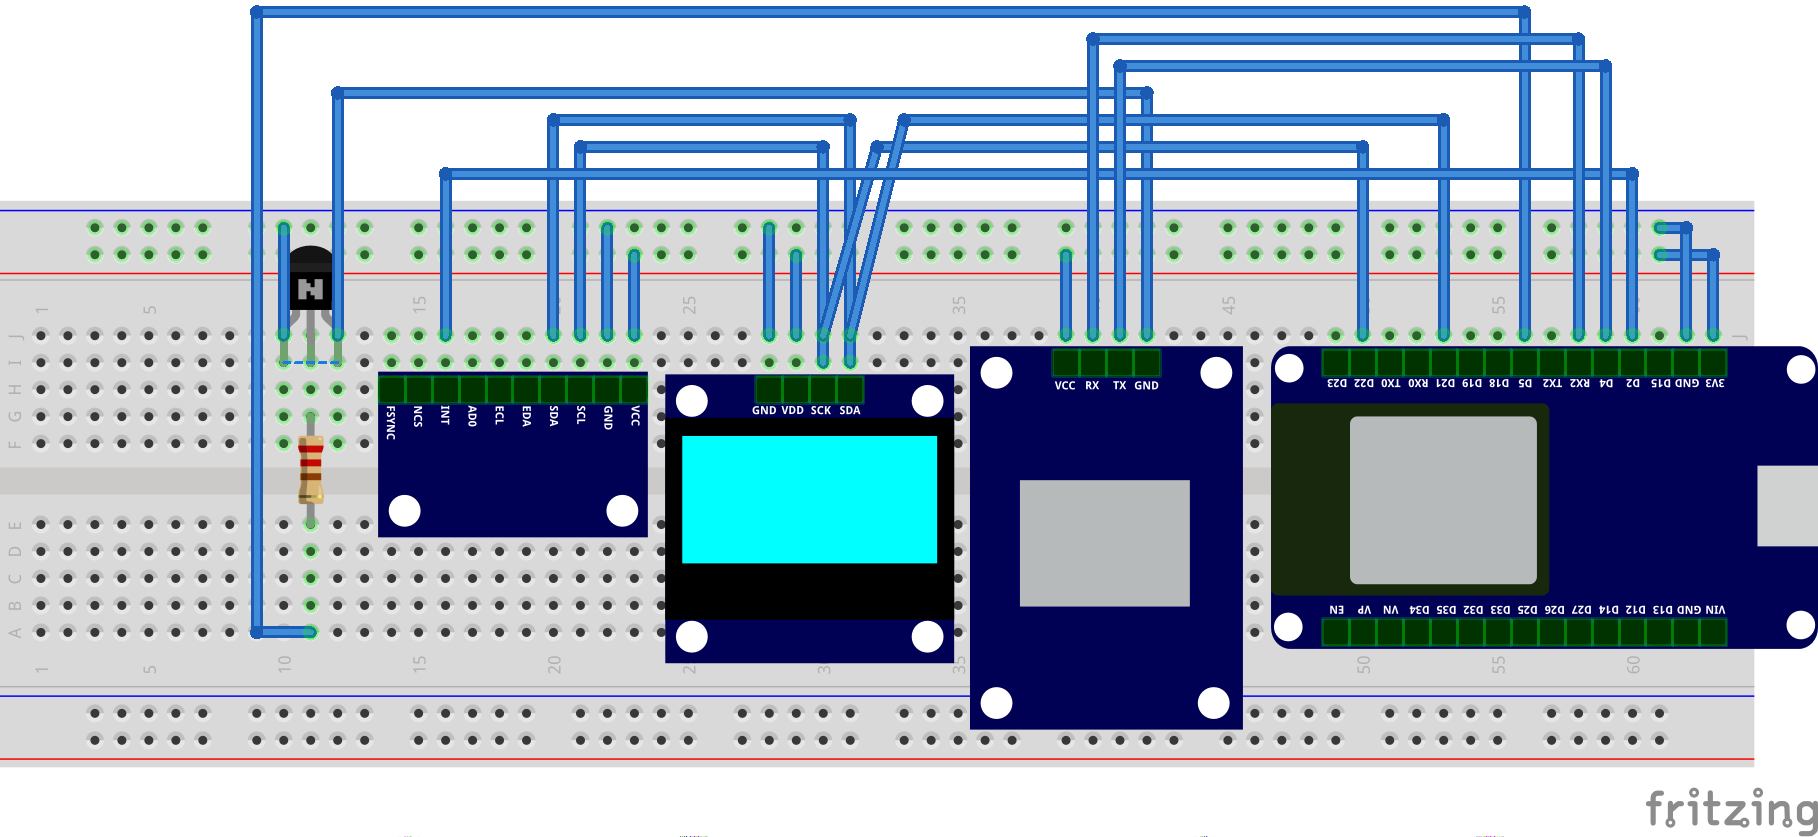 1 5 15 25 35 45 55
J
I
H
G
F
N
FSYNC NCS INT AD0 ECL EDA SDA SCL GND VCC
GND VDD SCK SDA
VCC RX TX GND
D23 D22 TX0 RX0 D21 D19 D18 D5 TX2 RX2 D4 D2 D15 GND 3V3
J
E
D
C
B
A
EN VP VN D34 D35 D32 D33 D25 D26 D27 D14 D12 D13 GND VIN
1 5 10 15 20 2 3 35 50 55 60
fritzing